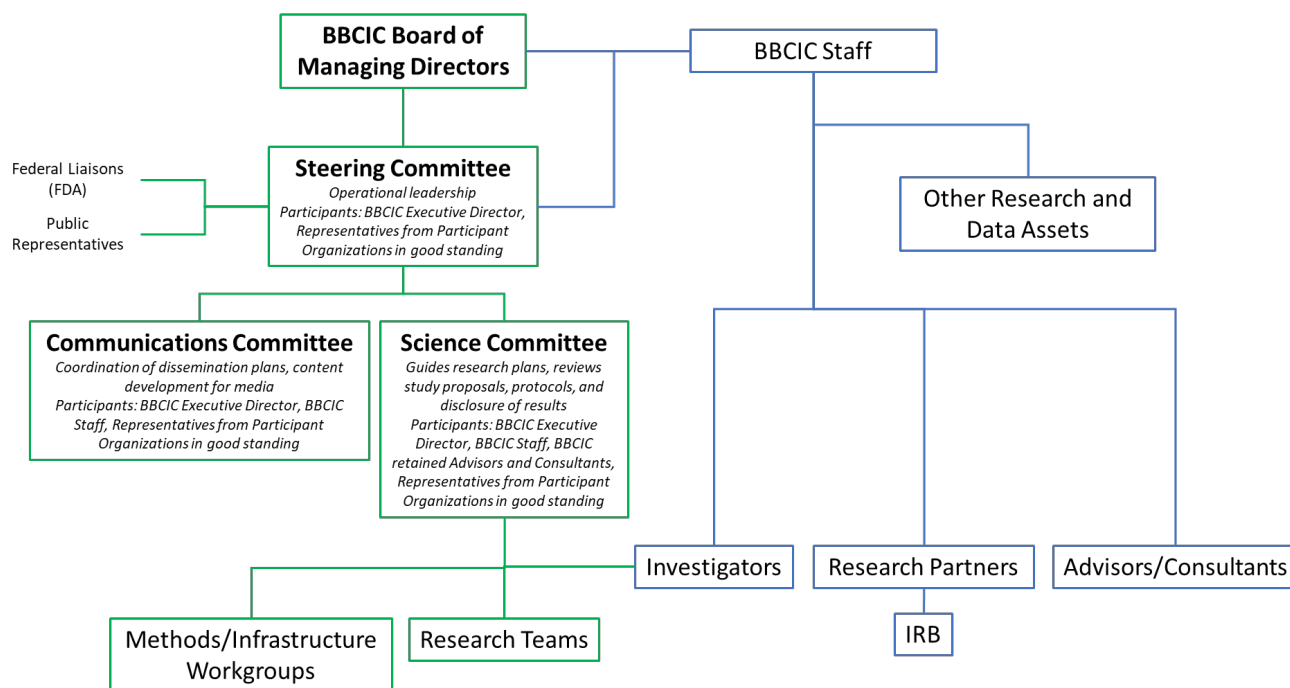 BBCIC Board of
Managing Directors
BBCIC Staff
Federal Liaisons
(FDA)
Public
Representatives
Steering Committee
Operational leadership
Participants: BBCIC Executive Director,
Representatives from Participant
Organizations in good standing
Other Research and
Data Assets
Communications Committee
Coordination of dissemination plans, content
development for media
Participants: BBCIC Executive Director, BBCIC
Staff, Representatives from Participant
Organizations in good standing
Science Committee
Guides research plans, reviews
study proposals, protocols, and
disclosure of results
Participants: BBCIC Executive
Director, BBCIC Staff, BBCIC
retained Advisors and Consultants,
Representatives from Participant
Organizations in good standing
Investigators
Research Partners
Advisors/Consultants
Methods/Infrastructure
Workgroups
Research Teams
IRB